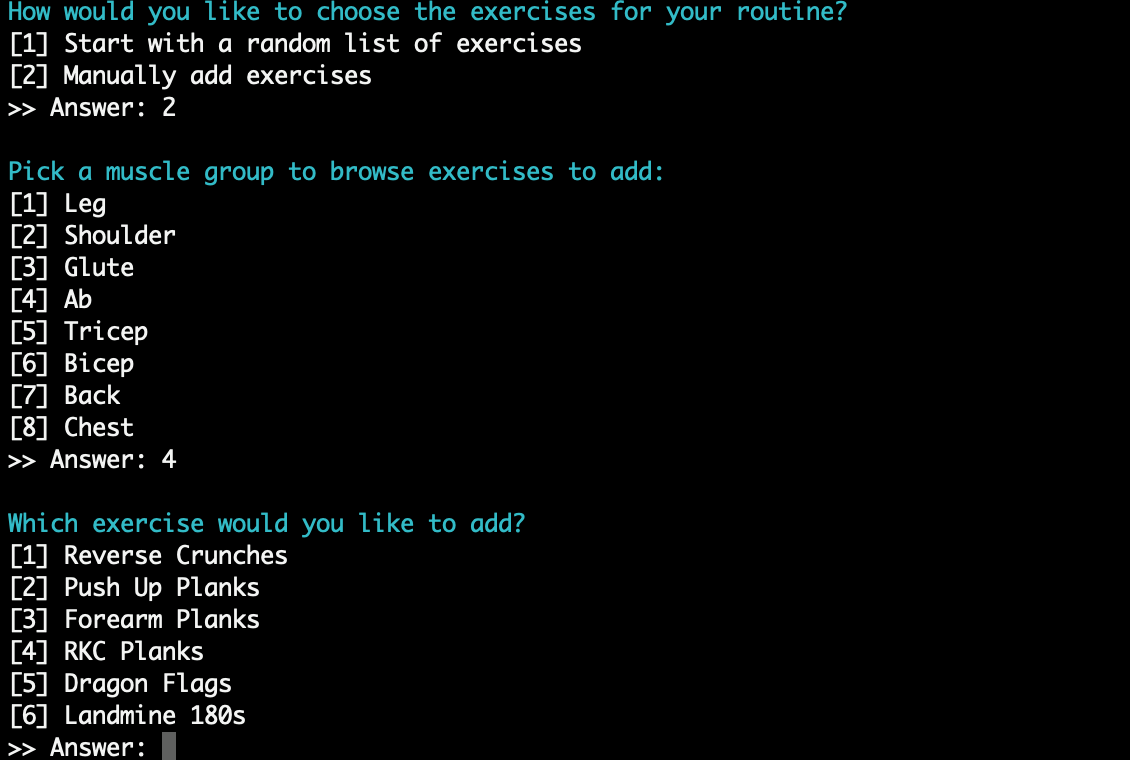 How would you like to choose the exercises for your routine?
[1] Start with a random list of exercises
[2] Manually add exercises
>> Answer: 2
Pick a muscle group to browse exercises to add:
[1] Leg
[2] Shoulder
[3] Glute
[4] Ab
[5] Tricep
[6] Bicep
[7] Back
[8] Chest
>> Answer: 4
Which exercise would you like to add?
[1] Reverse Crunches
[2] Push Up Planks
[3] Forearm Planks
[4] RKC Planks
[5] Dragon Flags
[6] Landmine 180s
>> Answer: